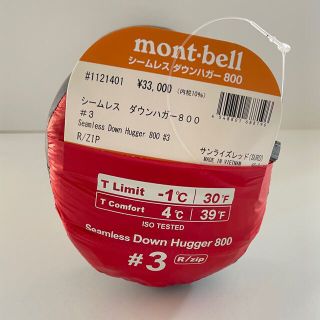 mont-bell
シームレス ダウンハガー 800
#1121401 ¥33,000 (内税10%)
シームレス ダウンハガー800
#3
Seamless Down Hugger 800 #3
R/ZIP
サンライズレッド(SURD)
MADE IN VIETNAM
T Limit -1℃ 30°F
T Comfort 4℃ 39°F
ISO TESTED
Seamless Down Hugger 800
#3 R/zip